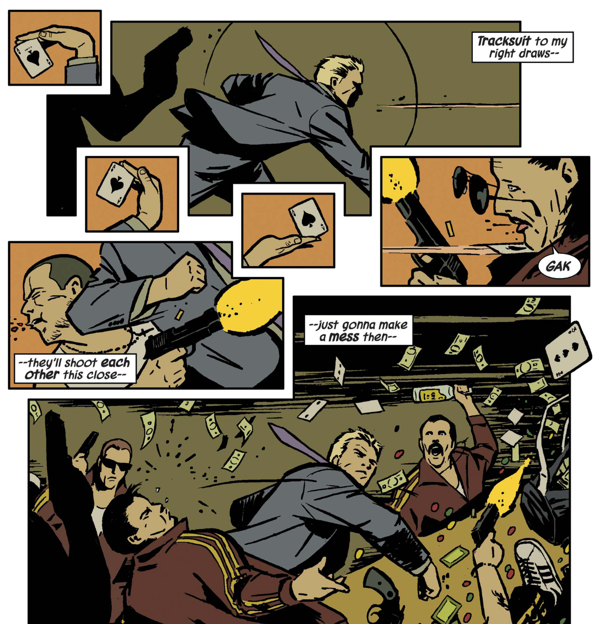 Tracksuit to my
right draws--
GAK
--they'll shoot each
other this close--
--just gonna make
a mess then--